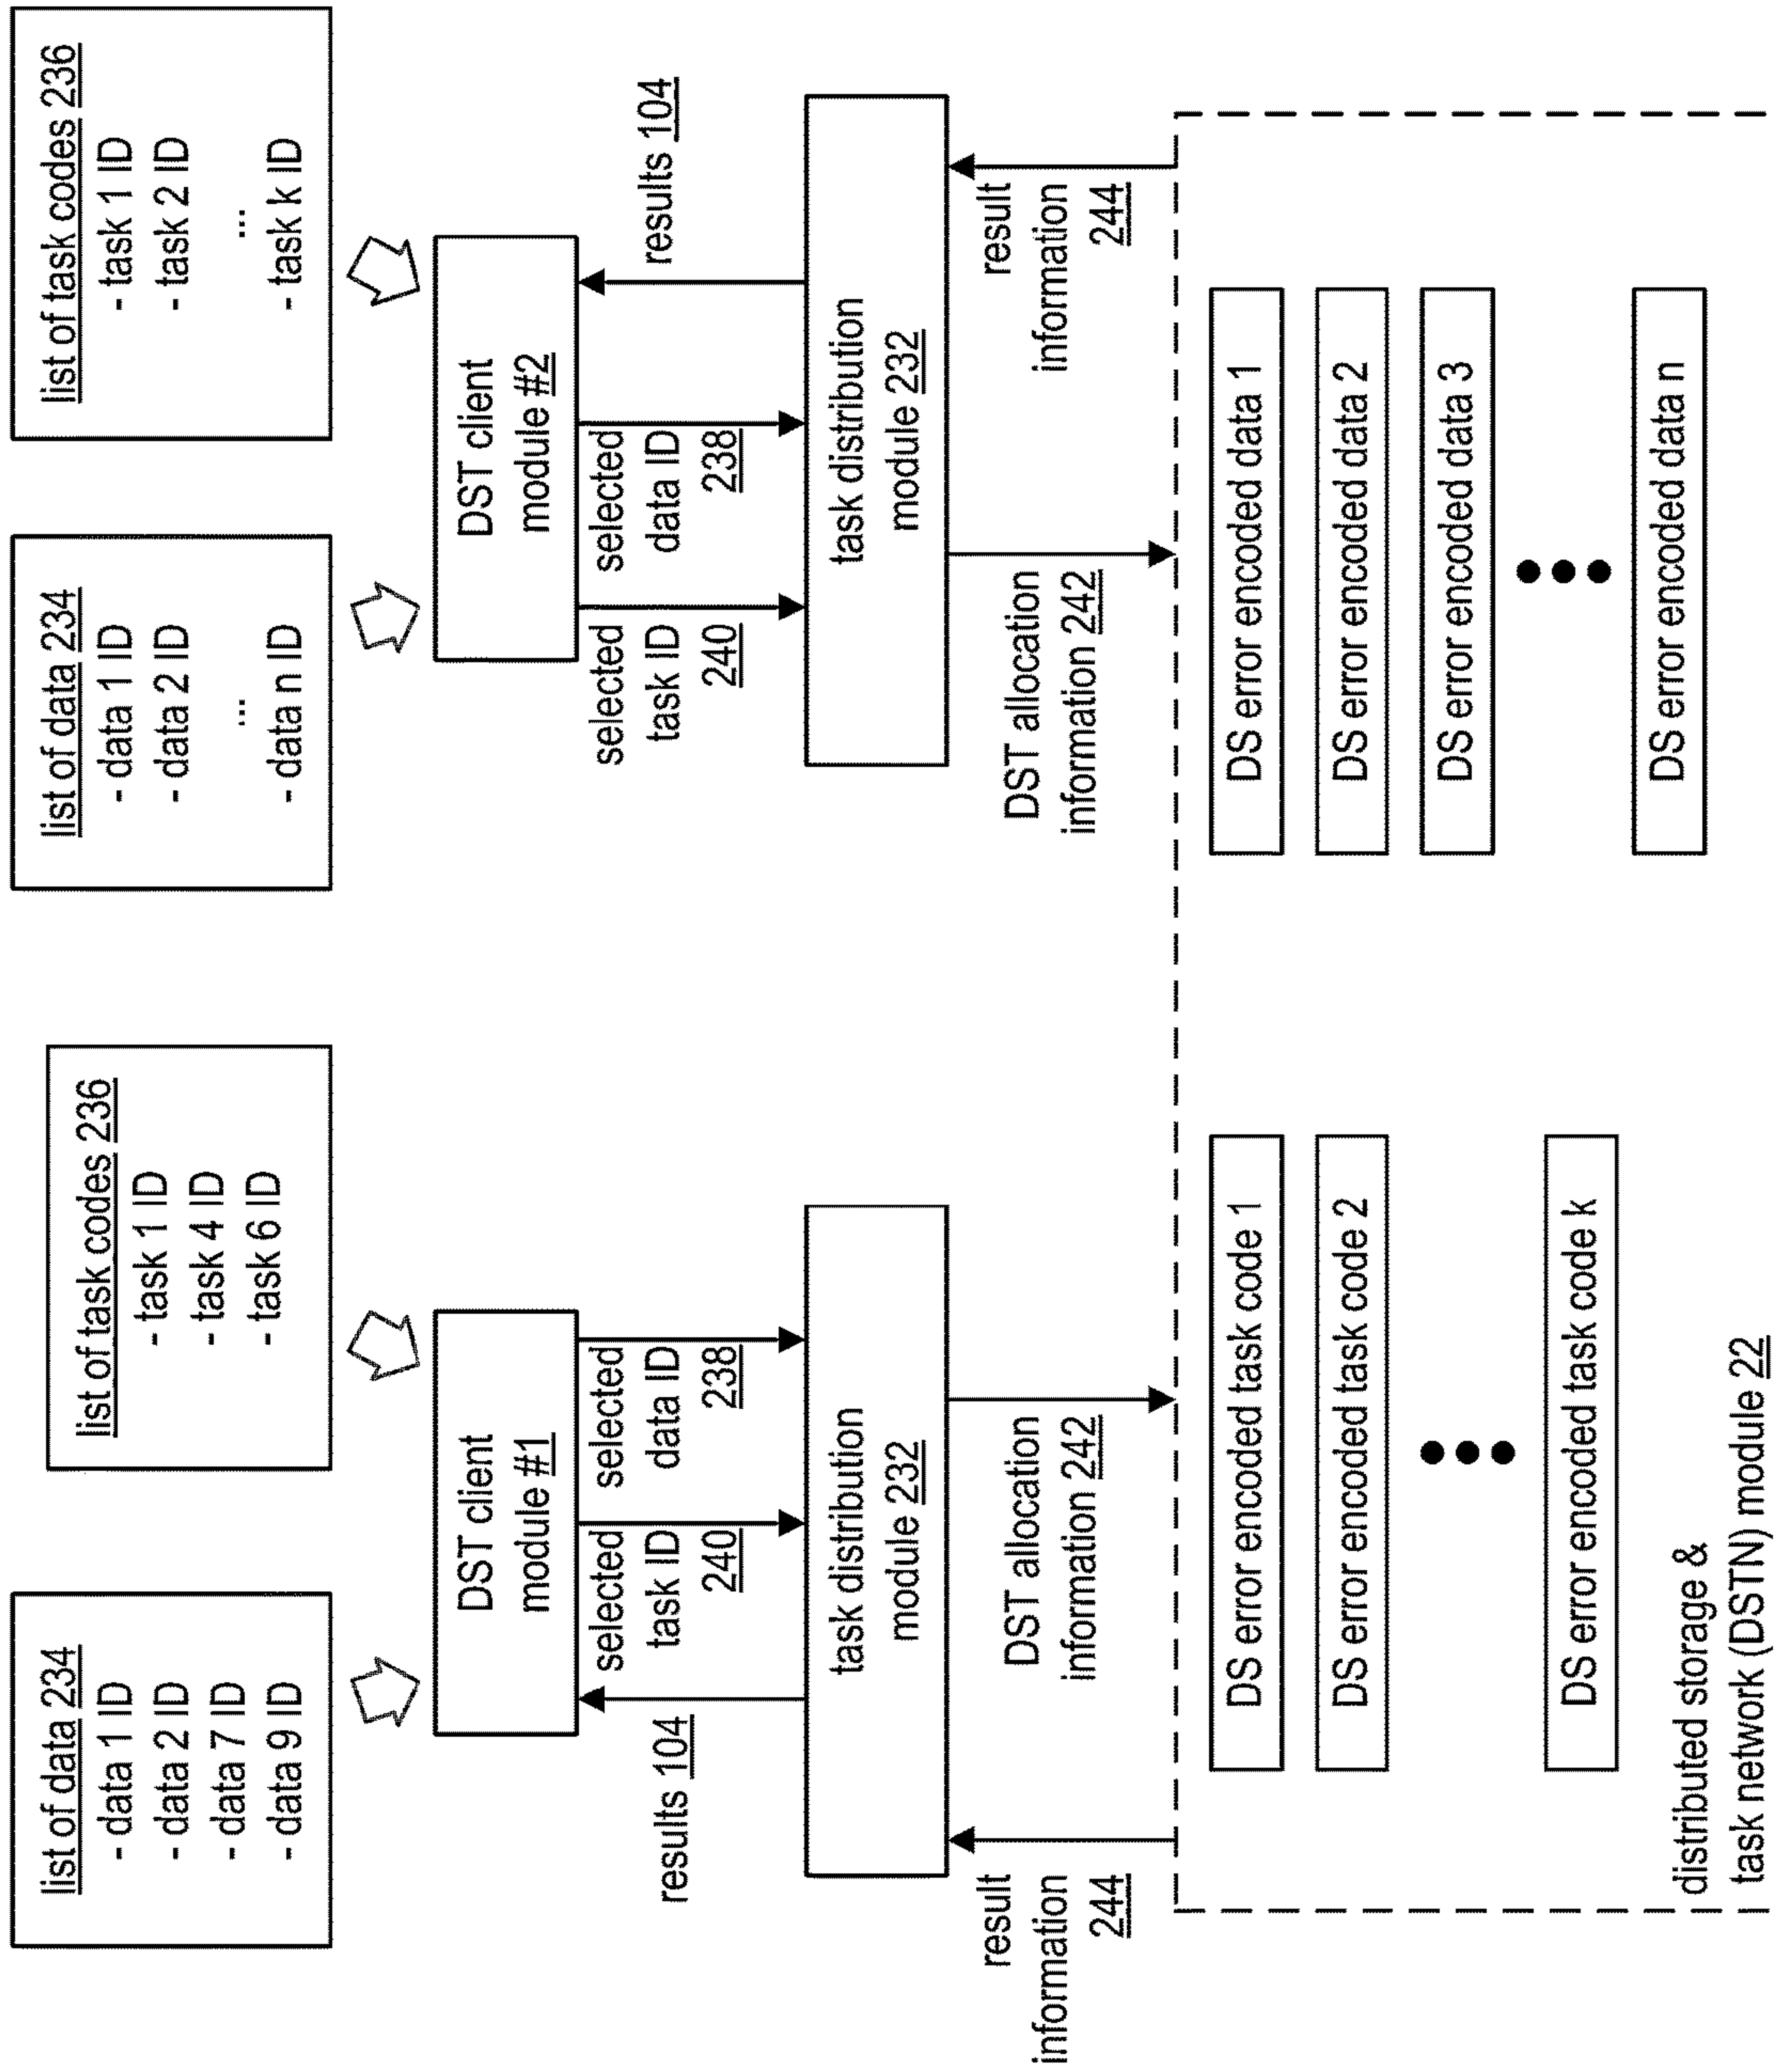 list of data 234
- data 1 ID
- data 2 ID
- data 7 ID
- data 9 ID
list of task codes 236
- task 1 ID
- task 4 ID
- task 6 ID
list of data 234
- data 1 ID
- data 2 ID
...
- data n ID
list of task codes 236
- task 1 ID
- task 2 ID
...
- task k ID
DST client
module #1
results 104
selected
task ID
240
selected
data ID
238
task distribution
module 232
result
information
244
DST allocation
information 242
DST client
module #2
selected
task ID
240
selected
data ID
238
results 104
task distribution
module 232
DST allocation
information 242
result
information
244
DS error encoded task code 1
DS error encoded task code 2
DS error encoded task code k
DS error encoded data 1
DS error encoded data 2
DS error encoded data 3
DS error encoded data n
distributed storage &
task network (DSTN) module 22